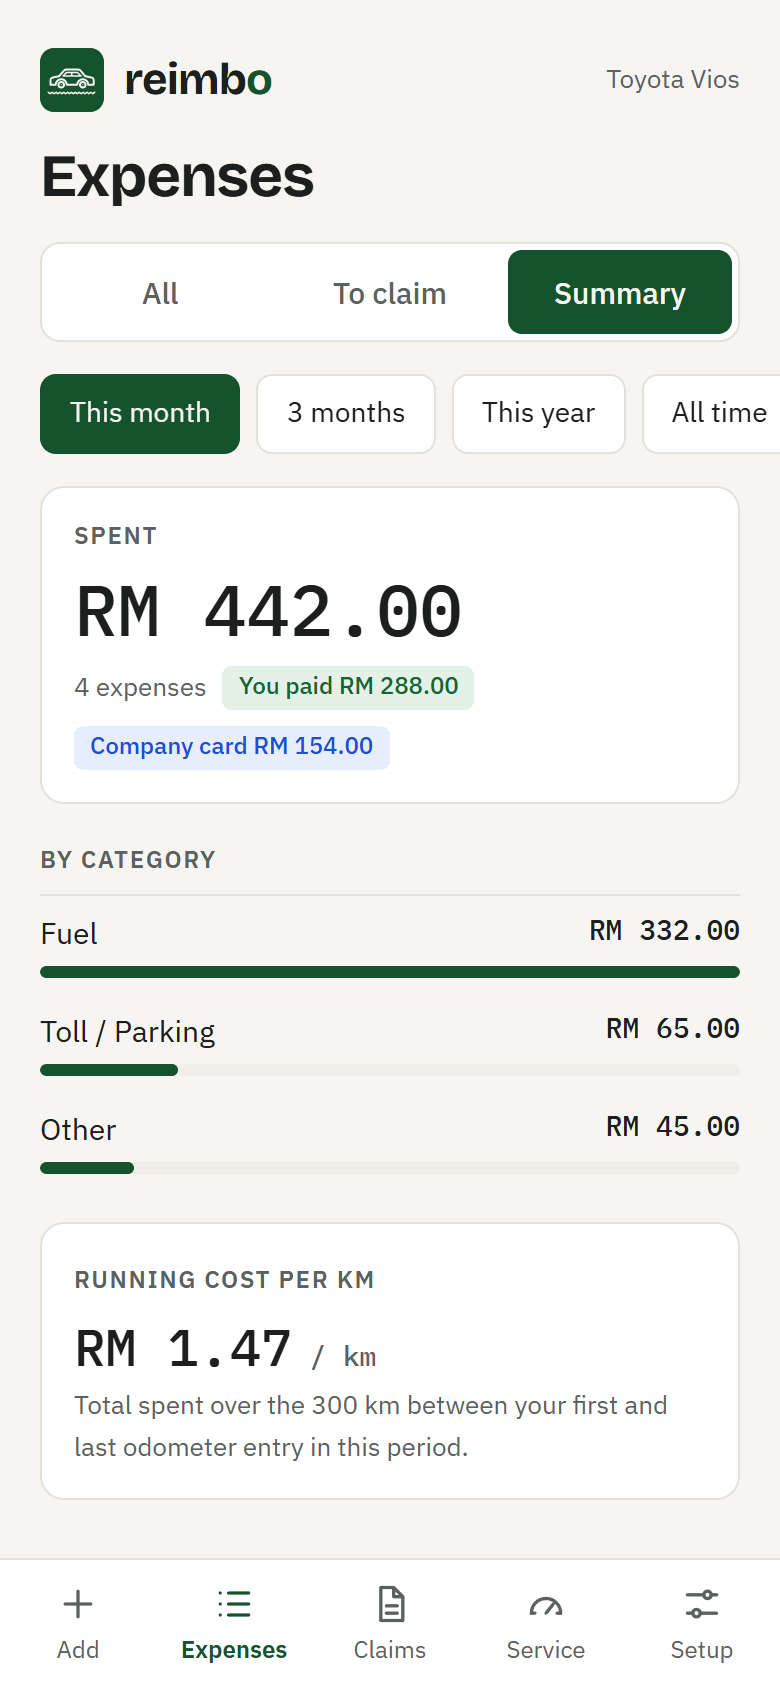 reimbo
Toyota Vios
Expenses
All
To claim
Summary
This month
3 months
This year
All time
SPENT
RM 442.00
4 expenses
You paid RM 288.00
Company card RM 154.00
BY CATEGORY
Fuel
RM 332.00
Toll / Parking
RM 65.00
Other
RM 45.00
RUNNING COST PER KM
RM 1.47 / km
Total spent over the 300 km between your first and
last odometer entry in this period.
Add
Expenses
Claims
Service
Setup